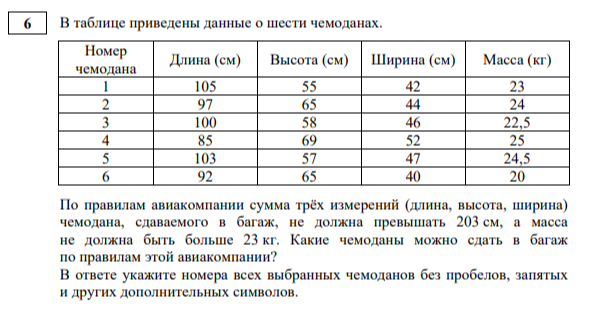 6 В таблице приведены данные о шести чемоданах.
Номер чемодана Длина (см) Высота (см) Ширина (см) Масса (кг)
1 105 55 42 23
2 97 65 44 24
3 100 58 46 22,5
4 85 69 52 25
5 103 57 47 24,5
6 92 65 40 20
По правилам авиакомпании сумма трёх измерений (длина, высота, ширина)
чемодана, сдаваемого в багаж, не должна превышать 203 см, а масса
не должна быть больше 23 кг. Какие чемоданы можно сдать в багаж
по правилам этой авиакомпании?
В ответе укажите номера всех выбранных чемоданов без пробелов, запятых
и других дополнительных символов.